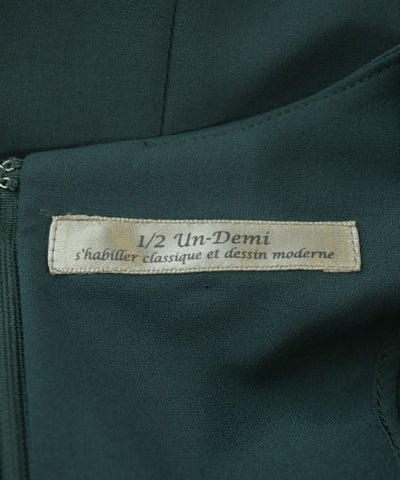 1/2 Un-Demi
s'habiller classique et dessin moderne